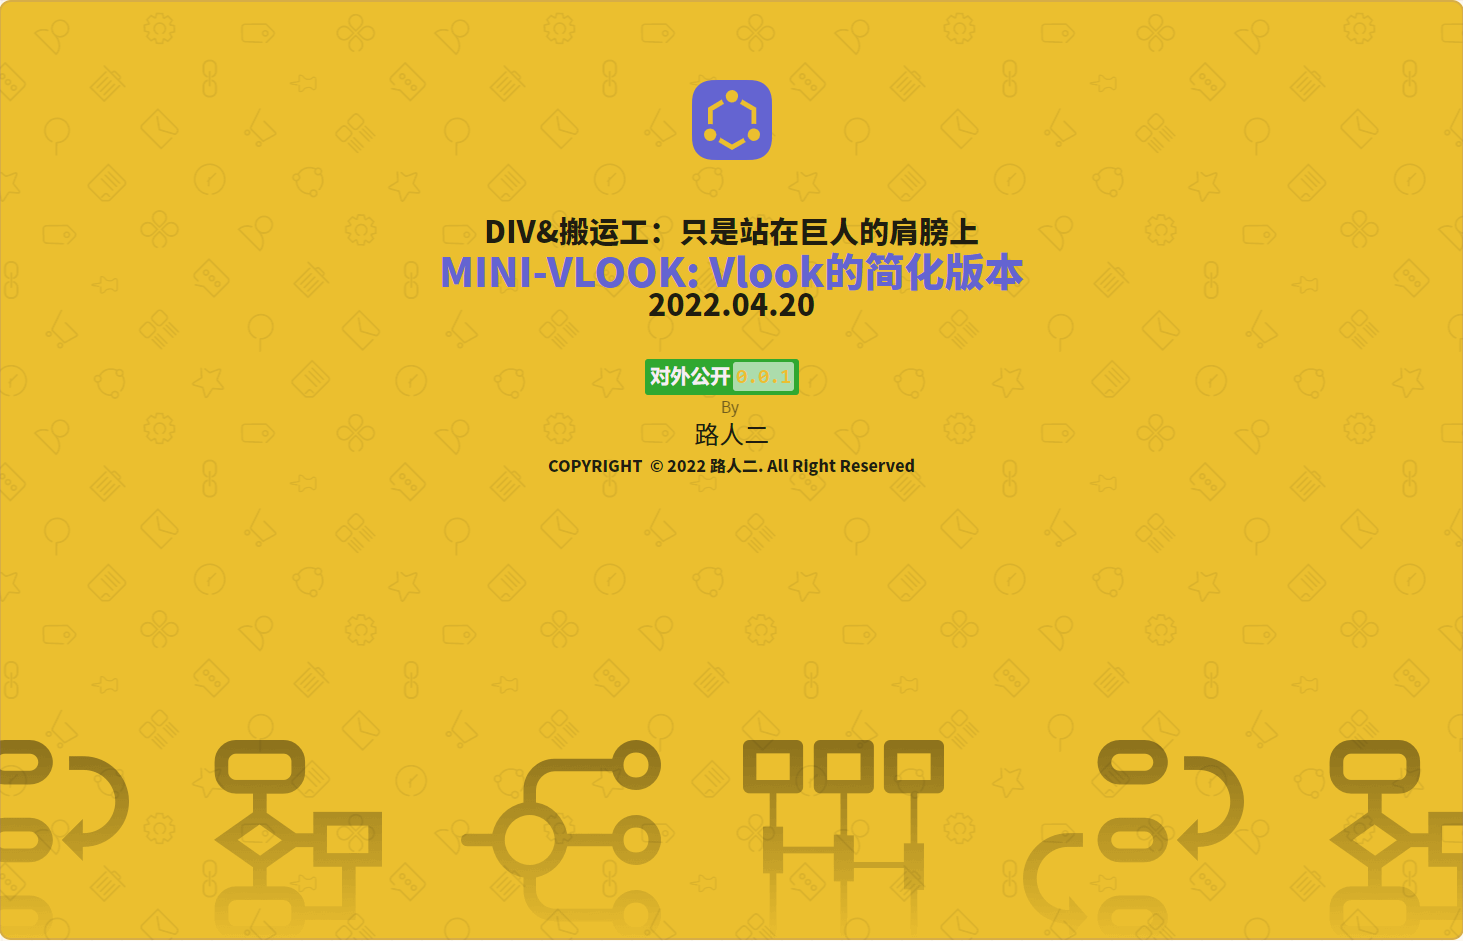 DIV&搬运工：只是站在巨人的肩膀上
MINI-VLOOK: Vlook的简化版本
2022.04.20
对外公开 0.0.1
By
路人二
COPYRIGHT © 2022 路人二. All Right Reserved